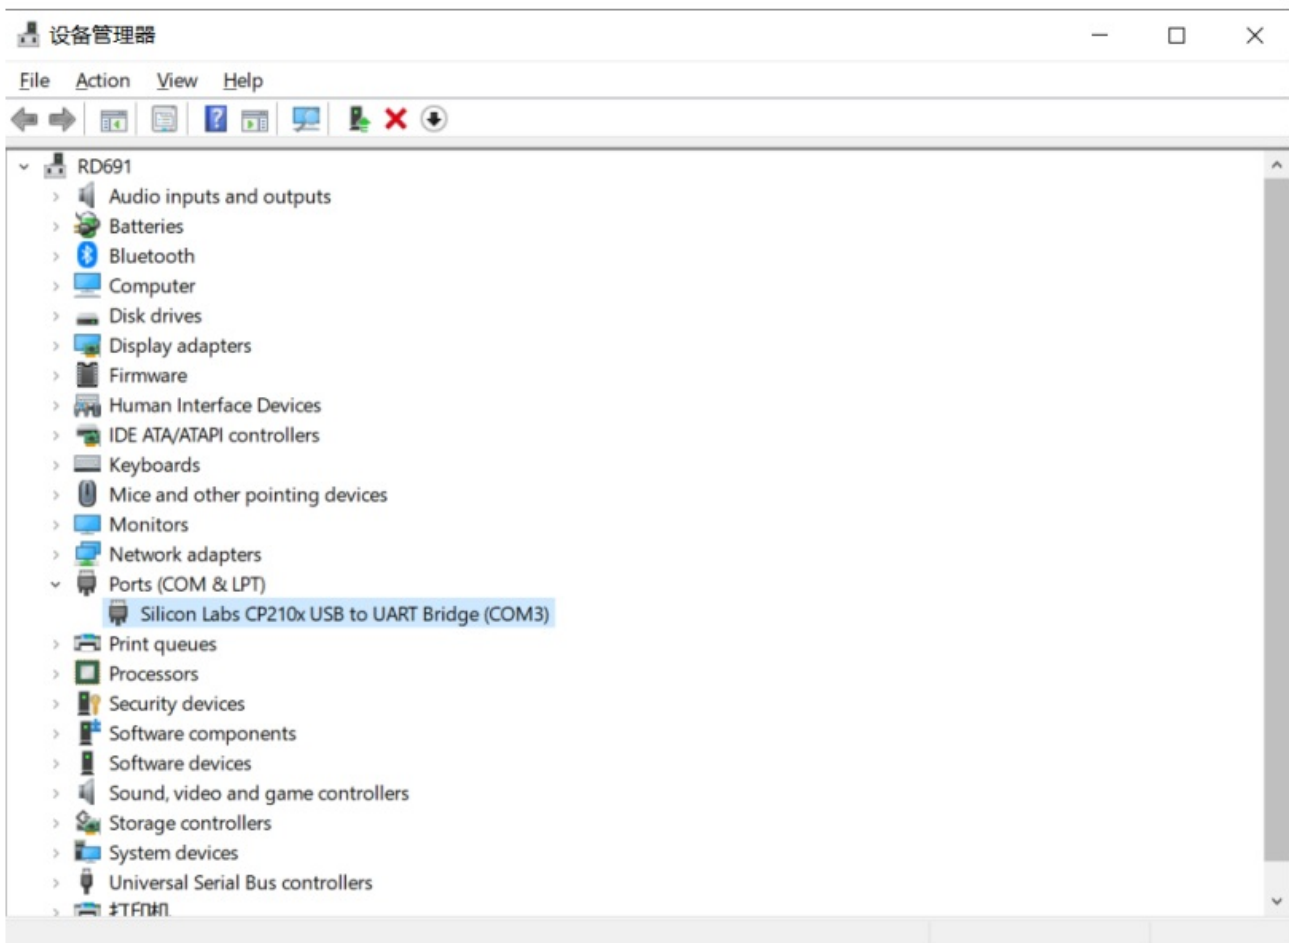 设备管理器
File Action View Help
RD691
Audio inputs and outputs
Batteries
Bluetooth
Computer
Disk drives
Display adapters
Firmware
Human Interface Devices
IDE ATA/ATAPI controllers
Keyboards
Mice and other pointing devices
Monitors
Network adapters
Ports (COM & LPT)
Silicon Labs CP210x USB to UART Bridge (COM3)
Print queues
Processors
Security devices
Software components
Software devices
Sound, video and game controllers
Storage controllers
System devices
Universal Serial Bus controllers
打印机